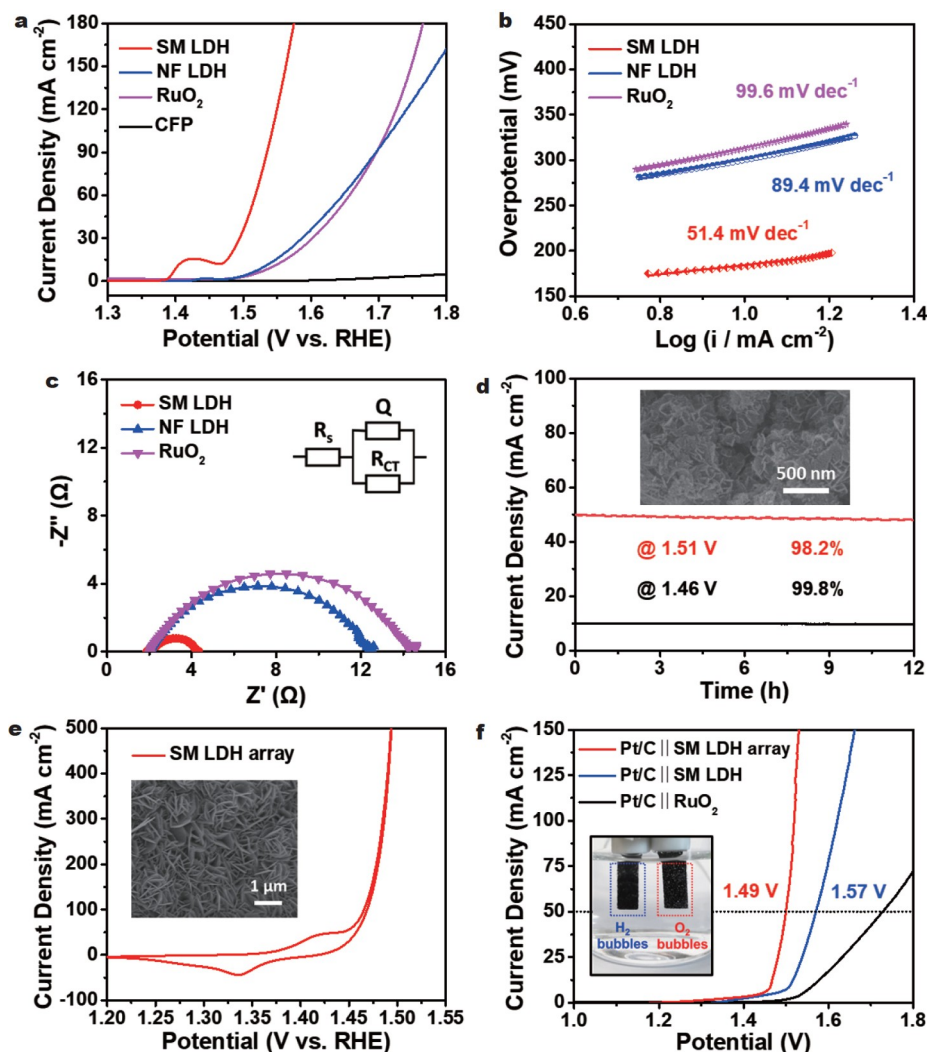 a
Current Density (mA cm⁻²)
180
150
120
90
60
30
0
SM LDH
NF LDH
RuO₂
CFP
1.3 1.4 1.5 1.6 1.7 1.8
Potential (V vs. RHE)
b
Overpotential (mV)
450
400
350
300
250
200
150
SM LDH
NF LDH
RuO₂
99.6 mV dec⁻¹
89.4 mV dec⁻¹
51.4 mV dec⁻¹
0.6 0.8 1.0 1.2 1.4
Log (i / mA cm⁻²)
c
-Z'' (Ω)
16
12
8
4
0
SM LDH
NF LDH
RuO₂
Q
Rs
RCT
0 4 8 12 16
Z' (Ω)
d
Current Density (mA cm⁻²)
100
80
60
40
20
0
500 nm
@ 1.51 V 98.2%
@ 1.46 V 99.8%
0 3 6 9 12
Time (h)
e
Current Density (mA cm⁻²)
500
400
300
200
100
0
-100
SM LDH array
1 μm
1.20 1.25 1.30 1.35 1.40 1.45 1.50 1.55
Potential (V vs. RHE)
f
Current Density (mA cm⁻²)
150
125
100
75
50
25
0
Pt/C || SM LDH array
Pt/C || SM LDH
Pt/C || RuO₂
1.49 V 1.57 V
H₂
bubbles
O₂
bubbles
1.0 1.2 1.4 1.6 1.8
Potential (V)